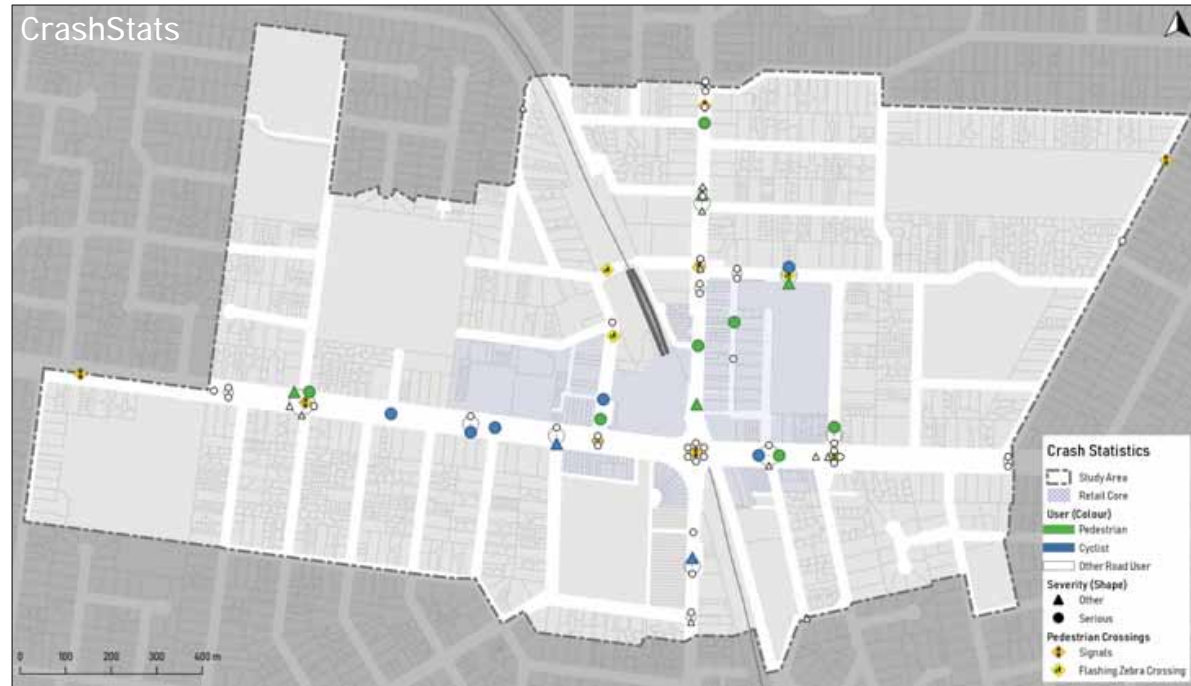 CrashStats
Crash Statistics
Study Area
Retail Core
User (Colour)
Pedestrian
Cyclist
Other Road User
Severity (Shape)
Other
Serious
Pedestrian Crossings
Signals
Flashing Zebra Crossing
0 100 200 300 400 m